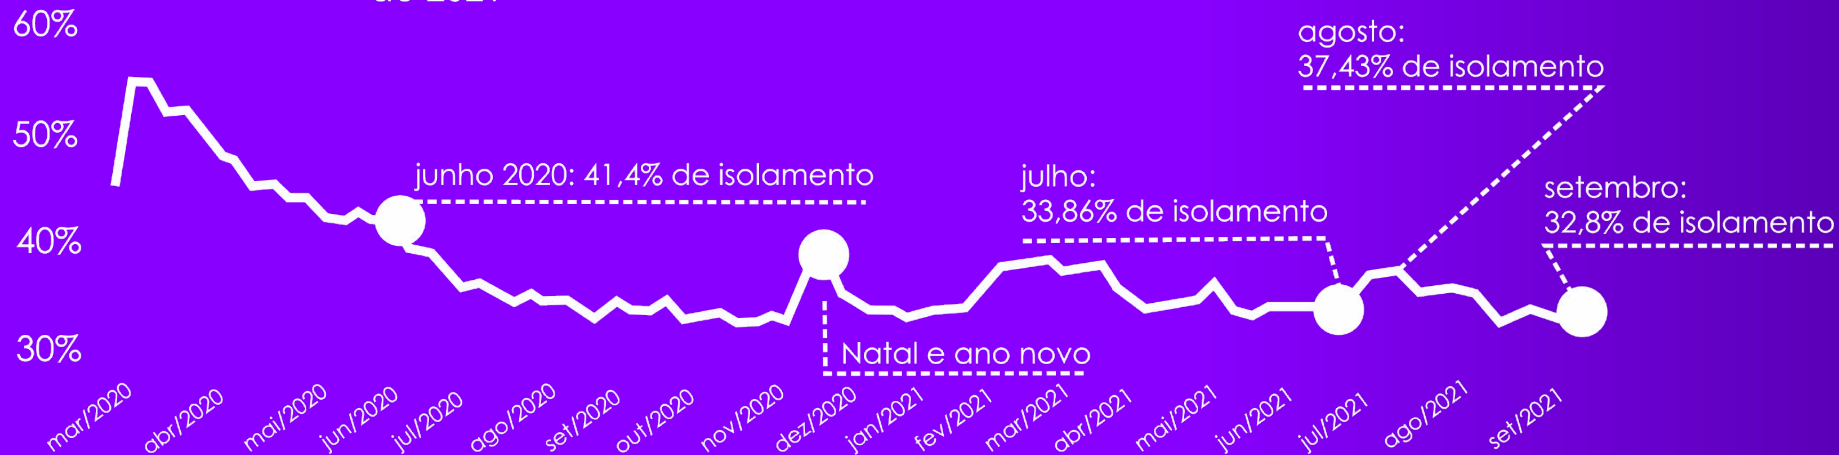 60%
50%
40%
30%
agosto:
37,43% de isolamento
junho 2020: 41,4% de isolamento
julho:
33,86% de isolamento
setembro:
32,8% de isolamento
Natal e ano novo
mar/2020
abr/2020
mai/2020
jun/2020
jul/2020
ago/2020
set/2020
out/2020
nov/2020
dez/2020
jan/2021
fev/2021
mar/2021
abr/2021
mai/2021
jun/2021
jul/2021
ago/2021
set/2021